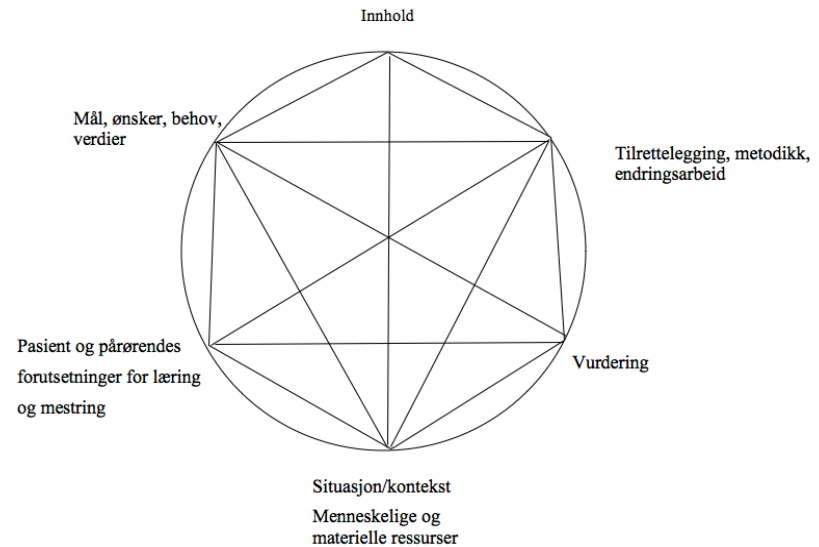 Innhold
Mål, ønsker, behov,
verdier
Tilrettelegging, metodikk,
endringsarbeid
Pasient og pårørendes
forutsetninger for læring
og mestring
Vurdering
Situasjon/kontekst
Menneskelige og
materielle ressurser